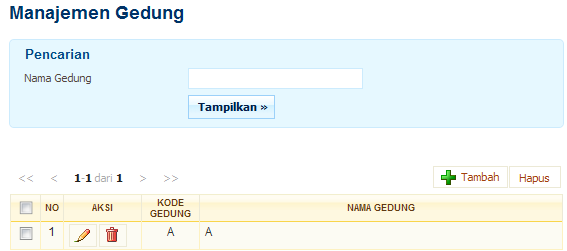 Manajemen Gedung
Pencarian
Nama Gedung
Tampilkan »
<< < 1-1 dari 1 > >> Tambah Hapus
NO AKSI KODE GEDUNG NAMA GEDUNG
1 A A